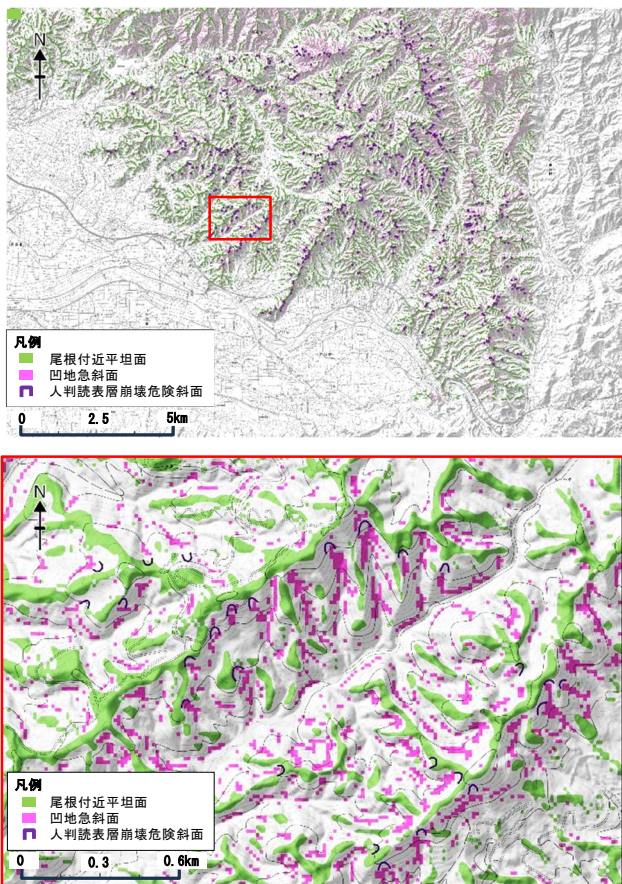 N
凡例
尾根付近平坦面
凹地急斜面
人判読表層崩壊危険斜面
0 2.5 5km
N
凡例
尾根付近平坦面
凹地急斜面
人判読表層崩壊危険斜面
0 0.3 0.6km